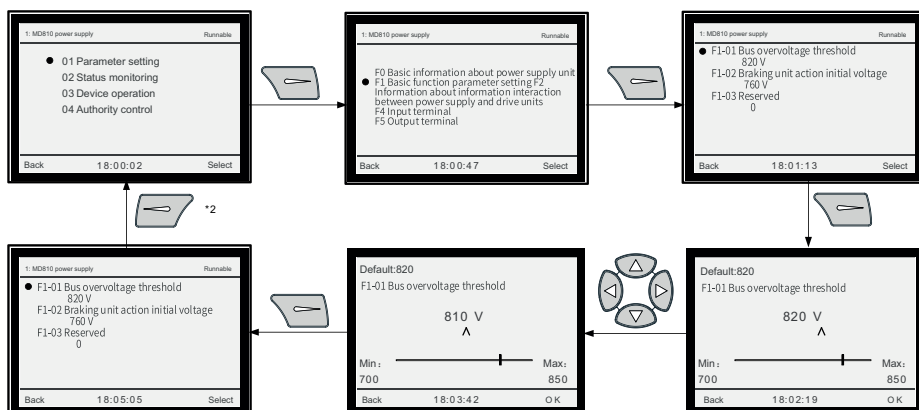 1: MD810 power supply Runnable
01 Parameter setting
02 Status monitoring
03 Device operation
04 Authority control
Back 18:00:02 Select
1: MD810 power supply Runnable
F0 Basic information about power supply unit
F1 Basic function parameter setting F2
Information about information interaction
between power supply and drive units
F4 Input terminal
F5 Output terminal
Back 18:00:47 Select
1: MD810 power supply Runnable
F1-01 Bus overvoltage threshold
820 V
F1-02 Braking unit action initial voltage
760 V
F1-03 Reserved
0
Back 18:01:13 Select
*2
1: MD810 power supply Runnable
F1-01 Bus overvoltage threshold
820 V
F1-02 Braking unit action initial voltage
760 V
F1-03 Reserved
0
Back 18:05:05 Select
Default:820
F1-01 Bus overvoltage threshold
810 V
Min: Max:
700 850
Back 18:03:42 OK
Default:820
F1-01 Bus overvoltage threshold
820 V
Min: Max:
700 850
Back 18:02:19 OK